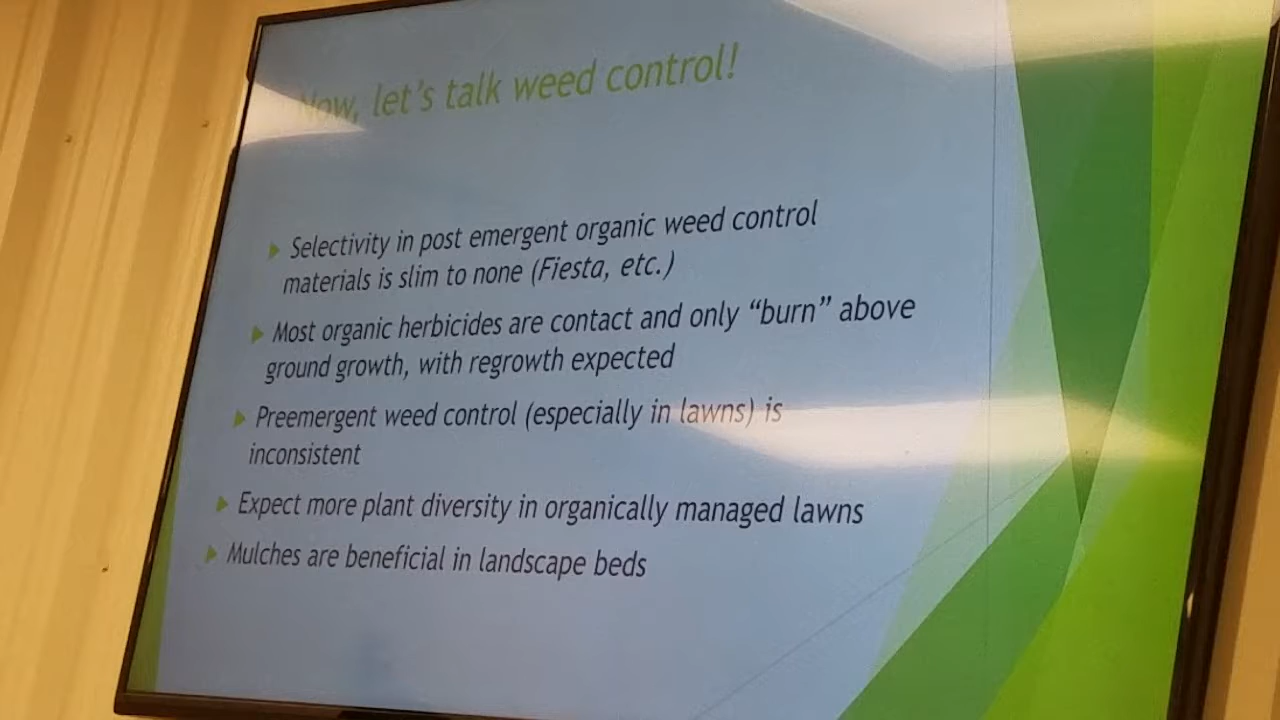 Now, let's talk weed control!
Selectivity in post emergent organic weed control
materials is slim to none (Fiesta, etc.)
Most organic herbicides are contact and only “burn” above
ground growth, with regrowth expected
Preemergent weed control (especially in lawns) is
inconsistent
Expect more plant diversity in organically managed lawns
Mulches are beneficial in landscape beds